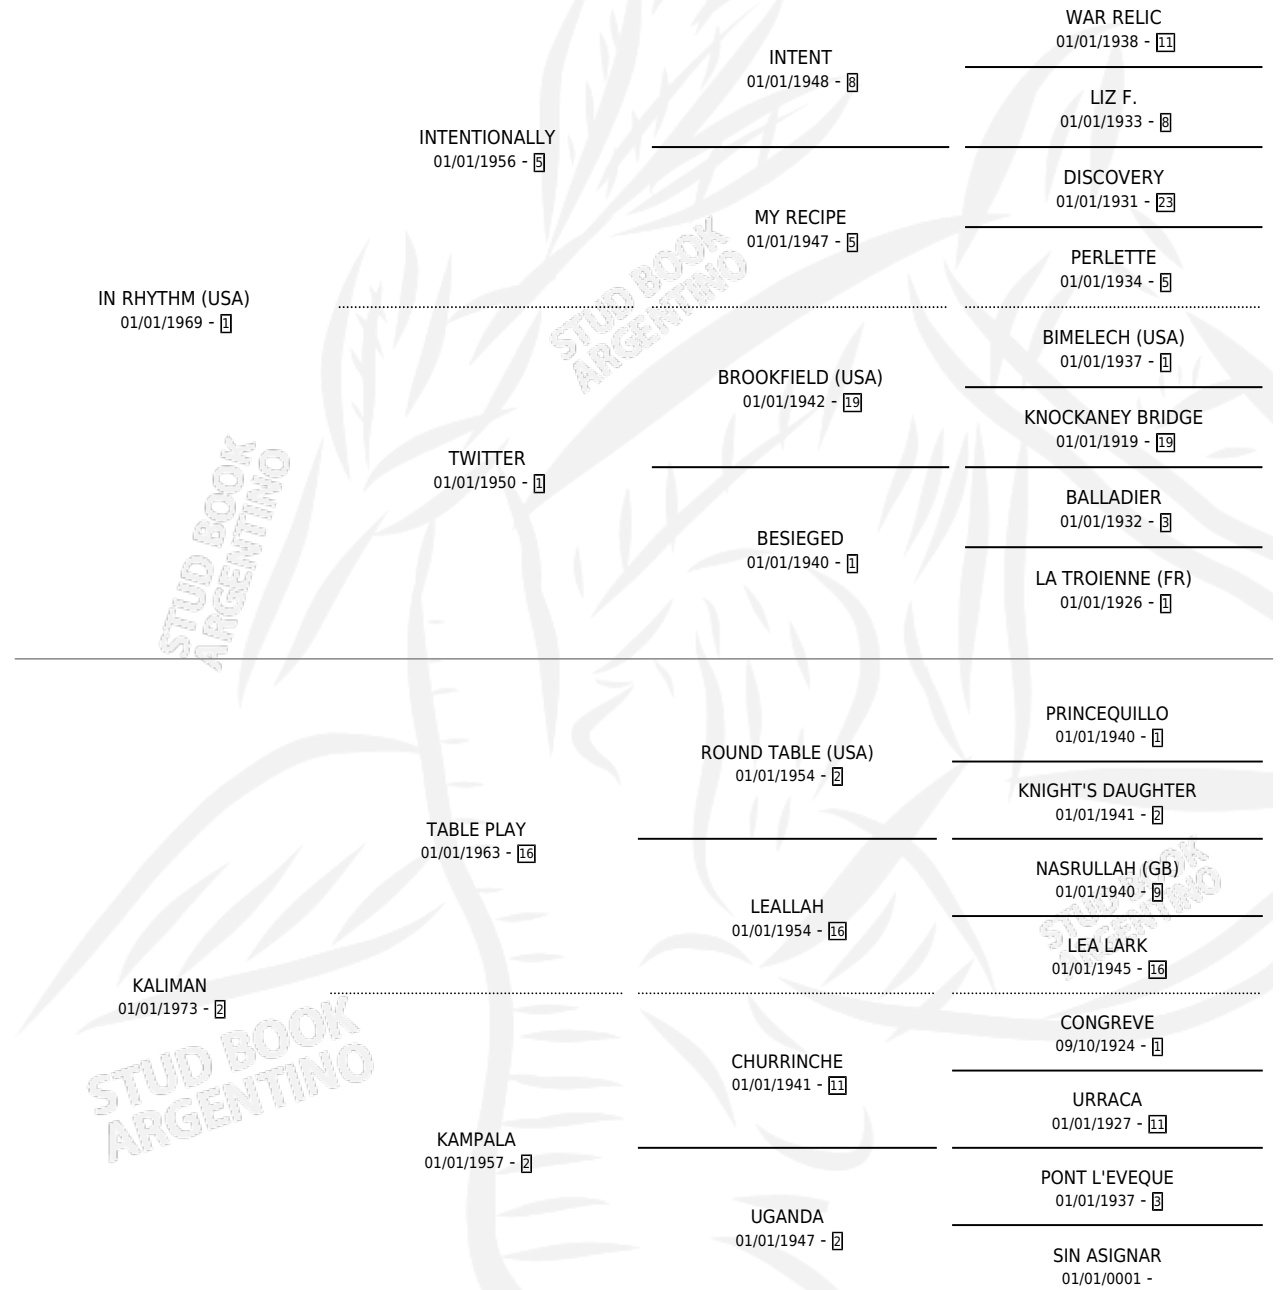 WAR RELIC
01/01/1938 - 11
INTENT
01/01/1948 - 8
LIZ F.
01/01/1933 - 8
INTENTIONALLY
01/01/1956 - 5
DISCOVERY
01/01/1931 - 23
MY RECIPE
01/01/1947 - 5
PERLETTE
01/01/1934 - 5
IN RHYTHM (USA)
01/01/1969 - 1
STUD BOOK
ARGENTINO
BIMELECH (USA)
01/01/1937 - 1
BROOKFIELD (USA)
01/01/1942 - 19
KNOCKANEY BRIDGE
01/01/1919 - 19
TWITTER
01/01/1950 - 1
BALLADIER
01/01/1932 - 3
BESIEGED
01/01/1940 - 1
LA TROIENNE (FR)
01/01/1926 - 1
STUD BOOK
ARGENTINO
PRINCEQUILLO
01/01/1940 - 1
ROUND TABLE (USA)
01/01/1954 - 2
KNIGHT'S DAUGHTER
01/01/1941 - 2
TABLE PLAY
01/01/1963 - 16
NASRULLAH (GB)
01/01/1940 - 9
LEALLAH
01/01/1954 - 16
STUD BOOK
ARGENTINO
LEA LARK
01/01/1945 - 16
KALIMAN
01/01/1973 - 2
CONGREVE
09/10/1924 - 1
CHURRINCHE
01/01/1941 - 11
STUD BOOK
ARGENTINO
URRACA
01/01/1927 - 11
KAMPALA
01/01/1957 - 2
PONT L'EVEQUE
01/01/1937 - 3
UGANDA
01/01/1947 - 2
SIN ASIGNAR
01/01/0001 -